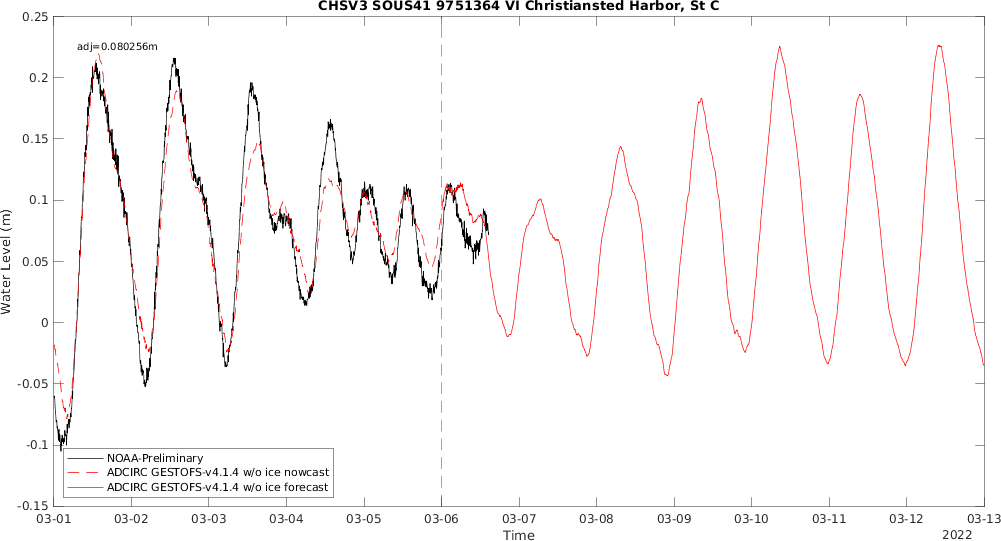 CHSV3 SOUS41 9751364 VI Christiansted Harbor, St C
adj=0.080256m
0.25
0.2
0.15
0.1
0.05
0
-0.05
-0.1
-0.15
Water Level (m)
NOAA-Preliminary
ADCIRC GESTOFS-v4.1.4 w/o ice nowcast
ADCIRC GESTOFS-v4.1.4 w/o ice forecast
03-01 03-02 03-03 03-04 03-05 03-06 03-07 03-08 03-09 03-10 03-11 03-12 03-13
Time
2022